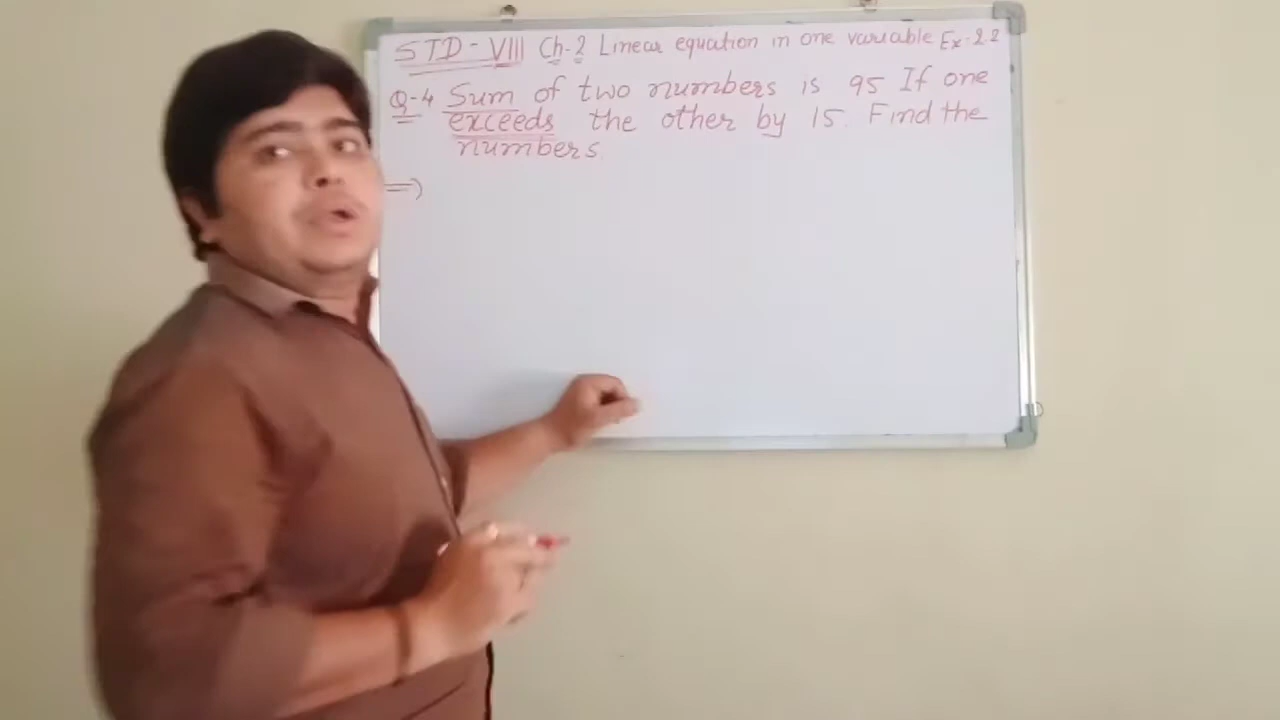 STD - VIII Ch-2 Linear equation in one variable Ex-2.2
Q-4 Sum of two numbers is 95 If one
exceeds the other by 15. Find the
numbers.
⇒